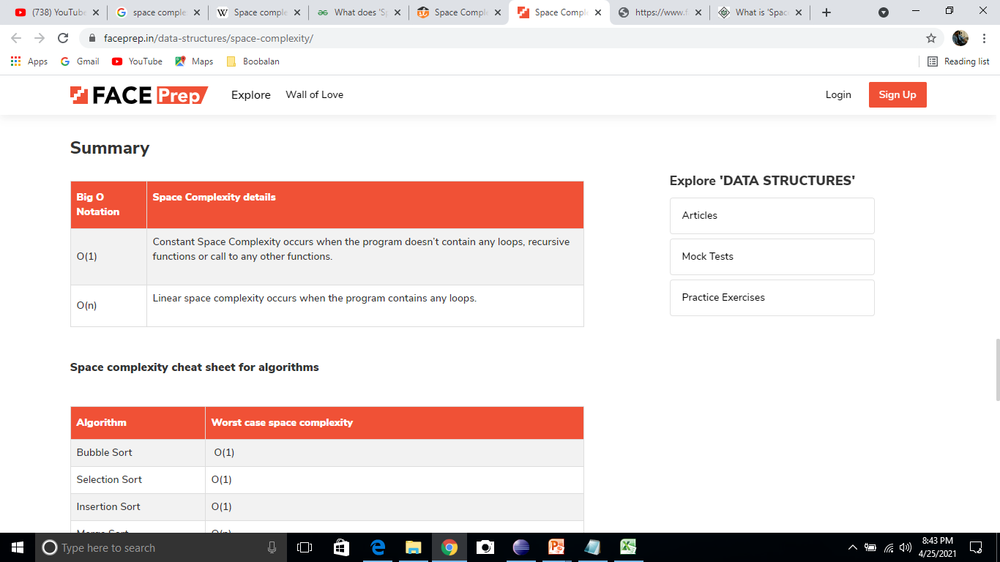 (738) YouTube
space comple
Space comple
What does 'Sp
Space Comple
Space Comple
https://www.f
What is 'Spac
faceprep.in/data-structures/space-complexity/
Apps
Gmail
YouTube
Maps
Boobalan
Reading list
FACE Prep
Explore
Wall of Love
Login
Sign Up
Summary
Big O
Notation
Space Complexity details
O(1)
Constant Space Complexity occurs when the program doesn't contain any loops, recursive
functions or call to any other functions.
O(n)
Linear space complexity occurs when the program contains any loops.
Explore 'DATA STRUCTURES'
Articles
Mock Tests
Practice Exercises
Space complexity cheat sheet for algorithms
Algorithm
Worst case space complexity
Bubble Sort
O(1)
Selection Sort
O(1)
Insertion Sort
O(1)
Merge Sort
O(n)
Type here to search
8:43 PM
4/25/2021